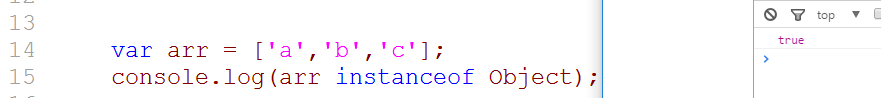 13
14 var arr = ['a','b','c'];
15 console.log(arr instanceof Object);
top
true